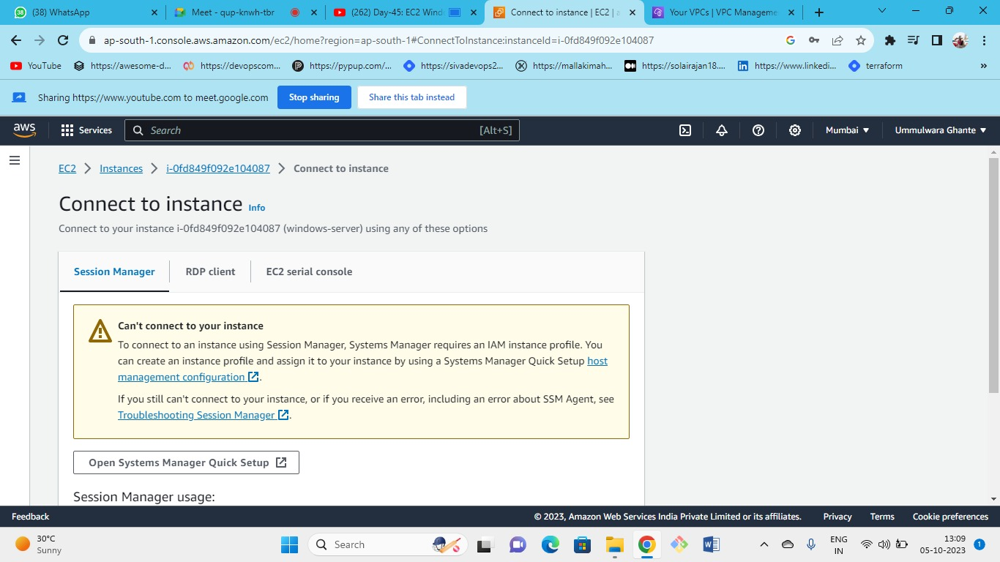 38
(38) WhatsApp
Meet - qup-knwh-tbr
(262) Day-45: EC2 Wind
Connect to instance | EC2 | a
Your VPCs | VPC Manageme
ap-south-1.console.aws.amazon.com/ec2/home?region=ap-south-1#ConnectToInstance:instanceId=i-0fd849f092e104087
YouTube
https://awesome-d...
https://devopscom...
https://pypup.com/...
https://sivadevops2...
https://mallakimah...
https://solairajan18....
https://www.linkedi...
terraform
»
Sharing https://www.youtube.com to meet.google.com
Stop sharing
Share this tab instead
aws
Services
Search
[Alt+S]
Mumbai
Ummulwara Ghante
EC2 > Instances > i-0fd849f092e104087 > Connect to instance
Connect to instance Info
Connect to your instance i-0fd849f092e104087 (windows-server) using any of these options
Session Manager
RDP client
EC2 serial console
Can't connect to your instance
To connect to an instance using Session Manager, Systems Manager requires an IAM instance profile. You
can create an instance profile and assign it to your instance by using a Systems Manager Quick Setup host
management configuration.
If you still can't connect to your instance, or if you receive an error, including an error about SSM Agent, see
Troubleshooting Session Manager.
Open Systems Manager Quick Setup
Session Manager usage:
Feedback
© 2023, Amazon Web Services India Private Limited or its affiliates.
Privacy
Terms
Cookie preferences
30°C
Sunny
Search
ENG
IN
13:09
05-10-2023
1